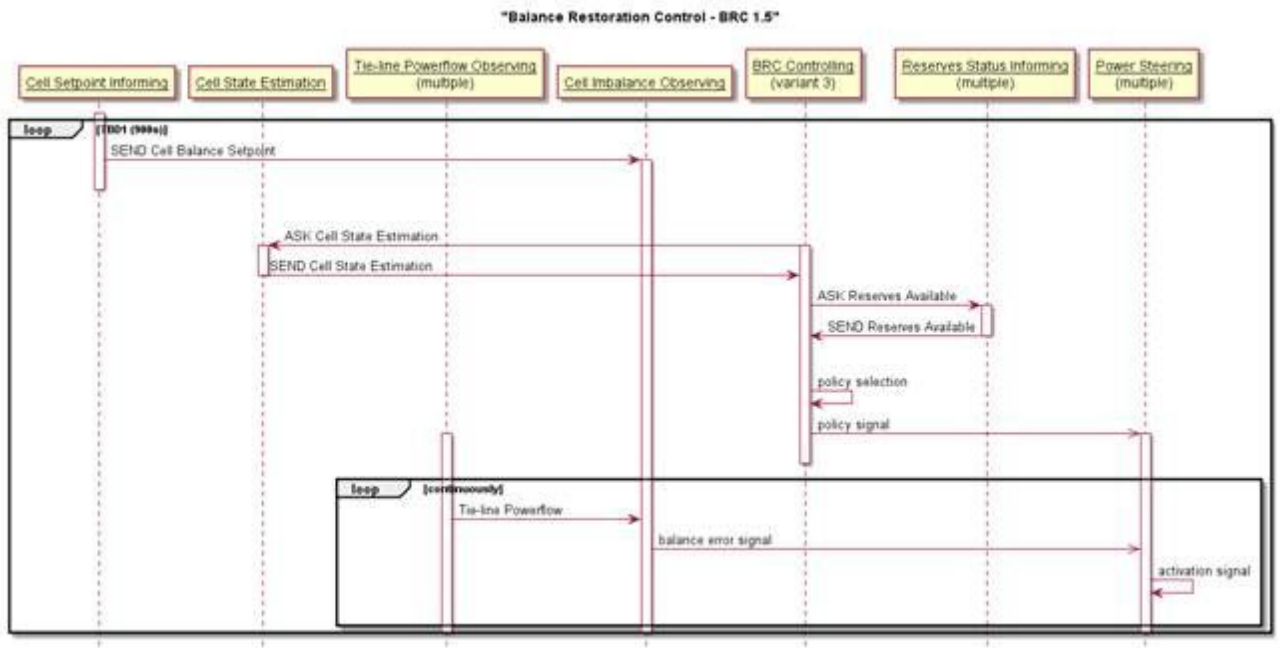 "Balance Restoration Control - BRC 1.5"
Cell Setpoint Informing
Cell State Estimation
Tie-line Powerflow Observing
(multiple)
Cell Imbalance Observing
BRC Controlling
(variant 3)
Reserves Status Informing
(multiple)
Power Steering
(multiple)
loop
[TBD1 (900s)]
SEND Cell Balance Setpoint
ASK Cell State Estimation
SEND Cell State Estimation
ASK Reserves Available
SEND Reserves Available
policy selection
policy signal
loop
[continuously]
Tie-line Powerflow
balance error signal
activation signal